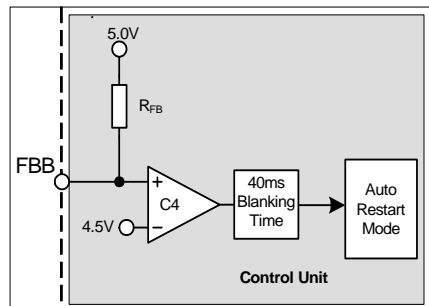 5.0V
RFB
FBB
+
C4
4.5V
−
40ms
Blanking
Time
Auto
Restart
Mode
Control Unit